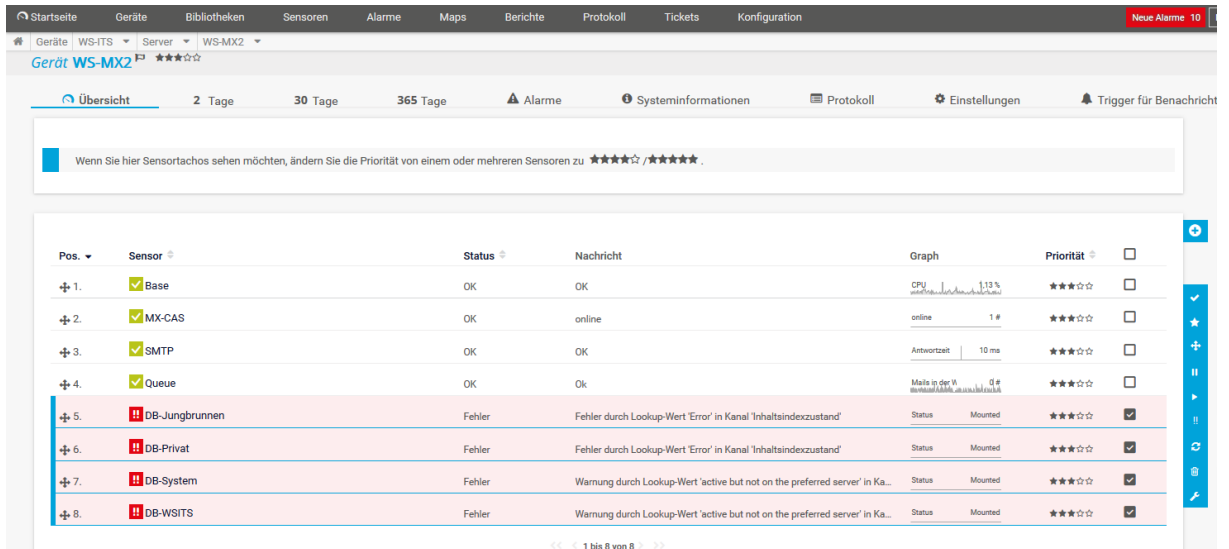 Startseite Geräte Bibliotheken Sensoren Alarme Maps Berichte Protokoll Tickets Konfiguration Neue Alarme 10
Geräte WS-ITS Server WS-MX2
Gerät WS-MX2
Übersicht 2 Tage 30 Tage 365 Tage Alarme Systeminformationen Protokoll Einstellungen Trigger für Benachricht
Wenn Sie hier Sensortachos sehen möchten, ändern Sie die Priorität von einem oder mehreren Sensoren zu ★★★★☆ /★★★★★ .
Pos. Sensor Status Nachricht Graph Priorität
1. Base OK OK CPU 1,13 %
2. MX-CAS OK online online 1 #
3. SMTP OK OK Antwortzeit 10 ms
4. Queue OK Ok Mails in der W 0 #
5. DB-Jungbrunnen Fehler Fehler durch Lookup-Wert 'Error' in Kanal 'Inhaltsindexzustand' Status Mounted
6. DB-Privat Fehler Fehler durch Lookup-Wert 'Error' in Kanal 'Inhaltsindexzustand' Status Mounted
7. DB-System Fehler Warnung durch Lookup-Wert 'active but not on the preferred server' in Ka... Status Mounted
8. DB-WSITS Fehler Warnung durch Lookup-Wert 'active but not on the preferred server' in Ka... Status Mounted
<< < 1 bis 8 von 8 > >>